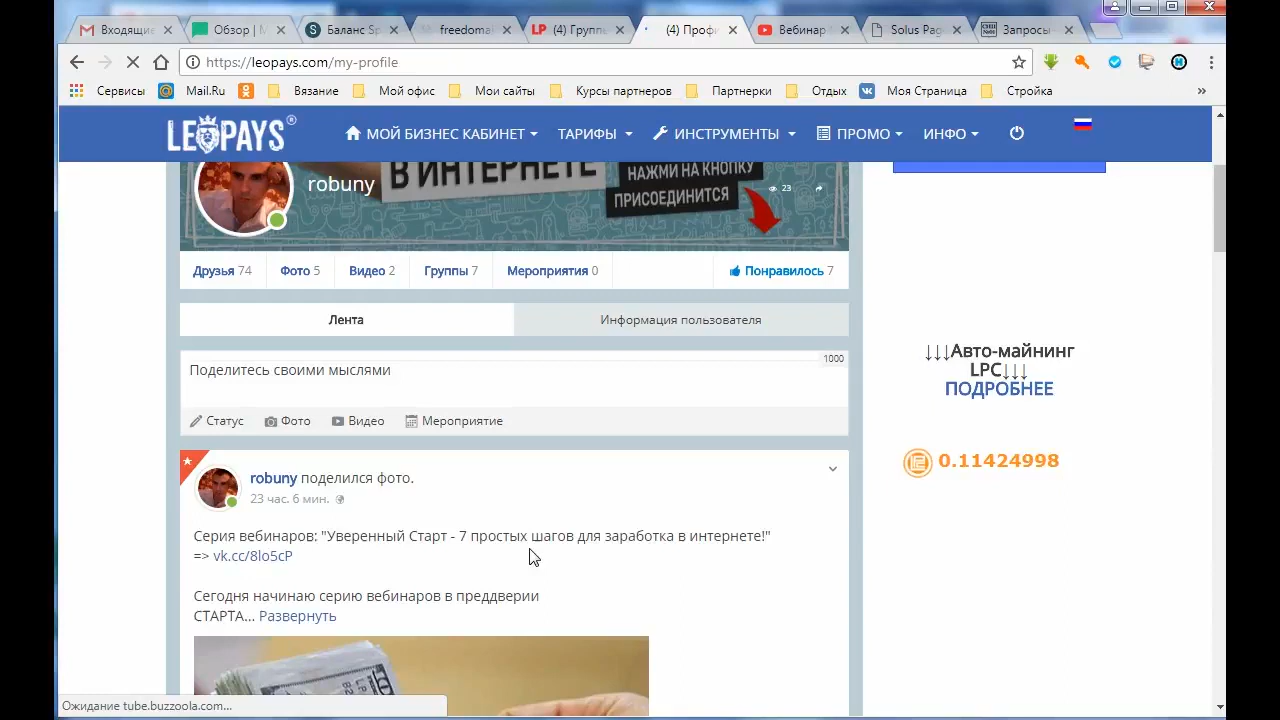 Входящие
Обзор | М
Баланс Sp
freedoma
(4) Группы
(4) Профи
Вебинар
Solus Pag
Запросы
https://leopays.com/my-profile
Сервисы
Mail.Ru
Вязание
Мой офис
Мои сайты
Курсы партнеров
Партнерки
Отдых
Моя Страница
Стройка
»
LEOPAYS®
МОЙ БИЗНЕС КАБИНЕТ
ТАРИФЫ
ИНСТРУМЕНТЫ
ПРОМО
ИНФО
robuny
В ИНТЕРНЕТЕ
НАЖМИ НА КНОПКУ
ПРИСОЕДИНИТСЯ
23
Друзья 74
Фото 5
Видео 2
Группы 7
Мероприятия 0
Понравилось 7
Лента
Информация пользователя
Поделитесь своими мыслями
1000
Статус
Фото
Видео
Мероприятие
↓↓↓Авто-майнинг
LPC↓↓↓
ПОДРОБНЕЕ
0.11424998
robuny поделился фото.
23 час. 6 мин.
Серия вебинаров: "Уверенный Старт - 7 простых шагов для заработка в интернете!"
=> vk.cc/8lo5cP
Сегодня начинаю серию вебинаров в преддверии
СТАРТА... Развернуть
Ожидание tube.buzzoola.com...